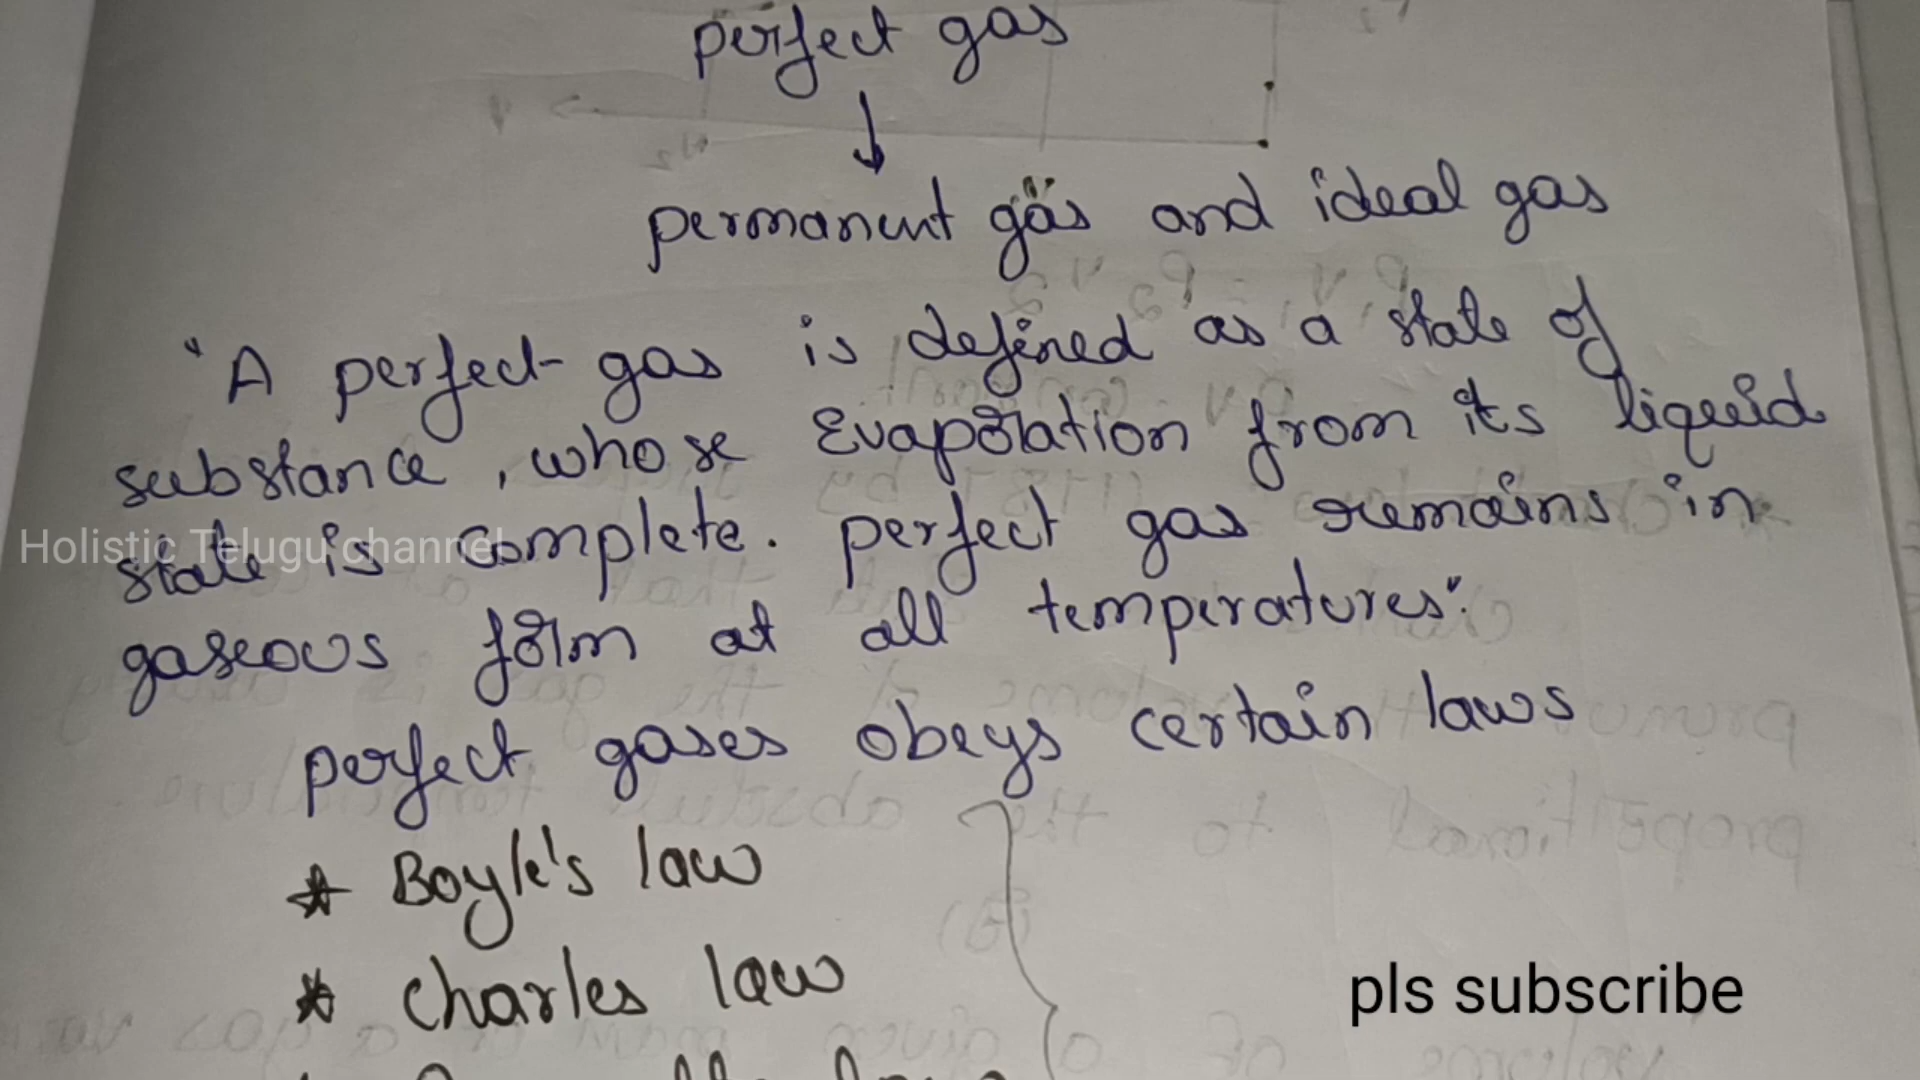 perfect gas
↓
permanent gas and ideal gas
"A perfect gas is defined as a state of
substance, whose Evaporation from its liquid
state is complete. perfect gas remains in
gaseous form at all temperatures".
perfect gases obeys certain laws
* Boyle's law
* Charles law
Holistic Telugu channel
pls subscribe